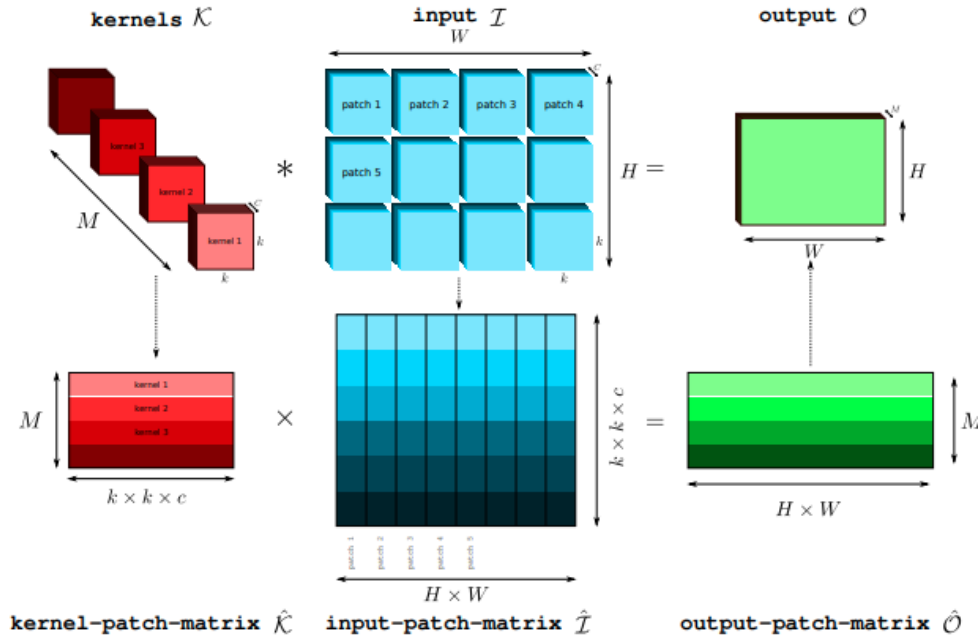 kernels 𝒦
input ℐ
output 𝒪
W
c
patch 1
patch 2
patch 3
patch 4
M
kernel 3
patch 5
*
H
=
H
kernel 2
c
M
kernel 1
k
k
k
k
W
kernel 1
M
kernel 2
×
k × k × c
=
M
kernel 3
k × k × c
H × W
patch 1
patch 2
patch 3
patch 4
patch 5
H × W
kernel-patch-matrix 𝒦̂
input-patch-matrix ℐ̂
output-patch-matrix 𝒪̂